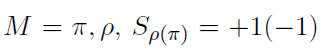 M = π, ρ, S_{ρ(π)} = +1(−1)